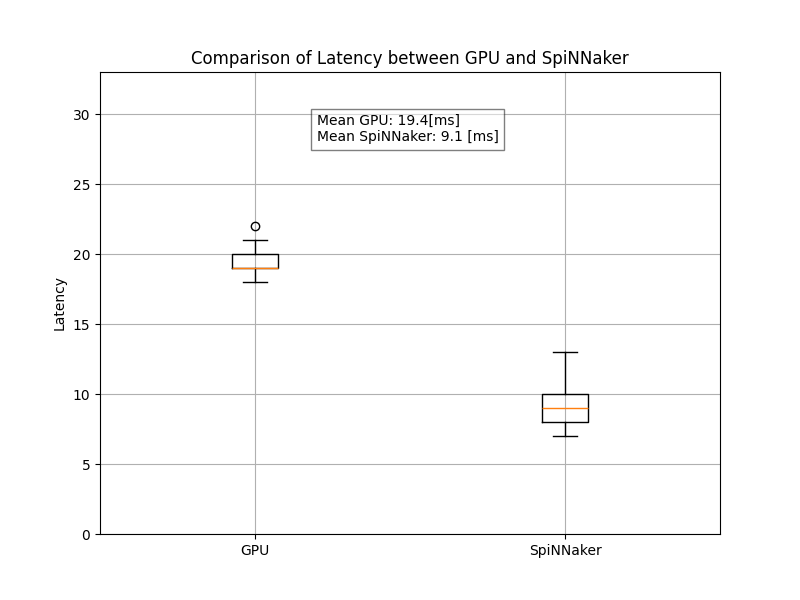 Comparison of Latency between GPU and SpiNNaker
Mean GPU: 19.4[ms]
Mean SpiNNaker: 9.1 [ms]
Latency
30
25
20
15
10
5
0
GPU
SpiNNaker